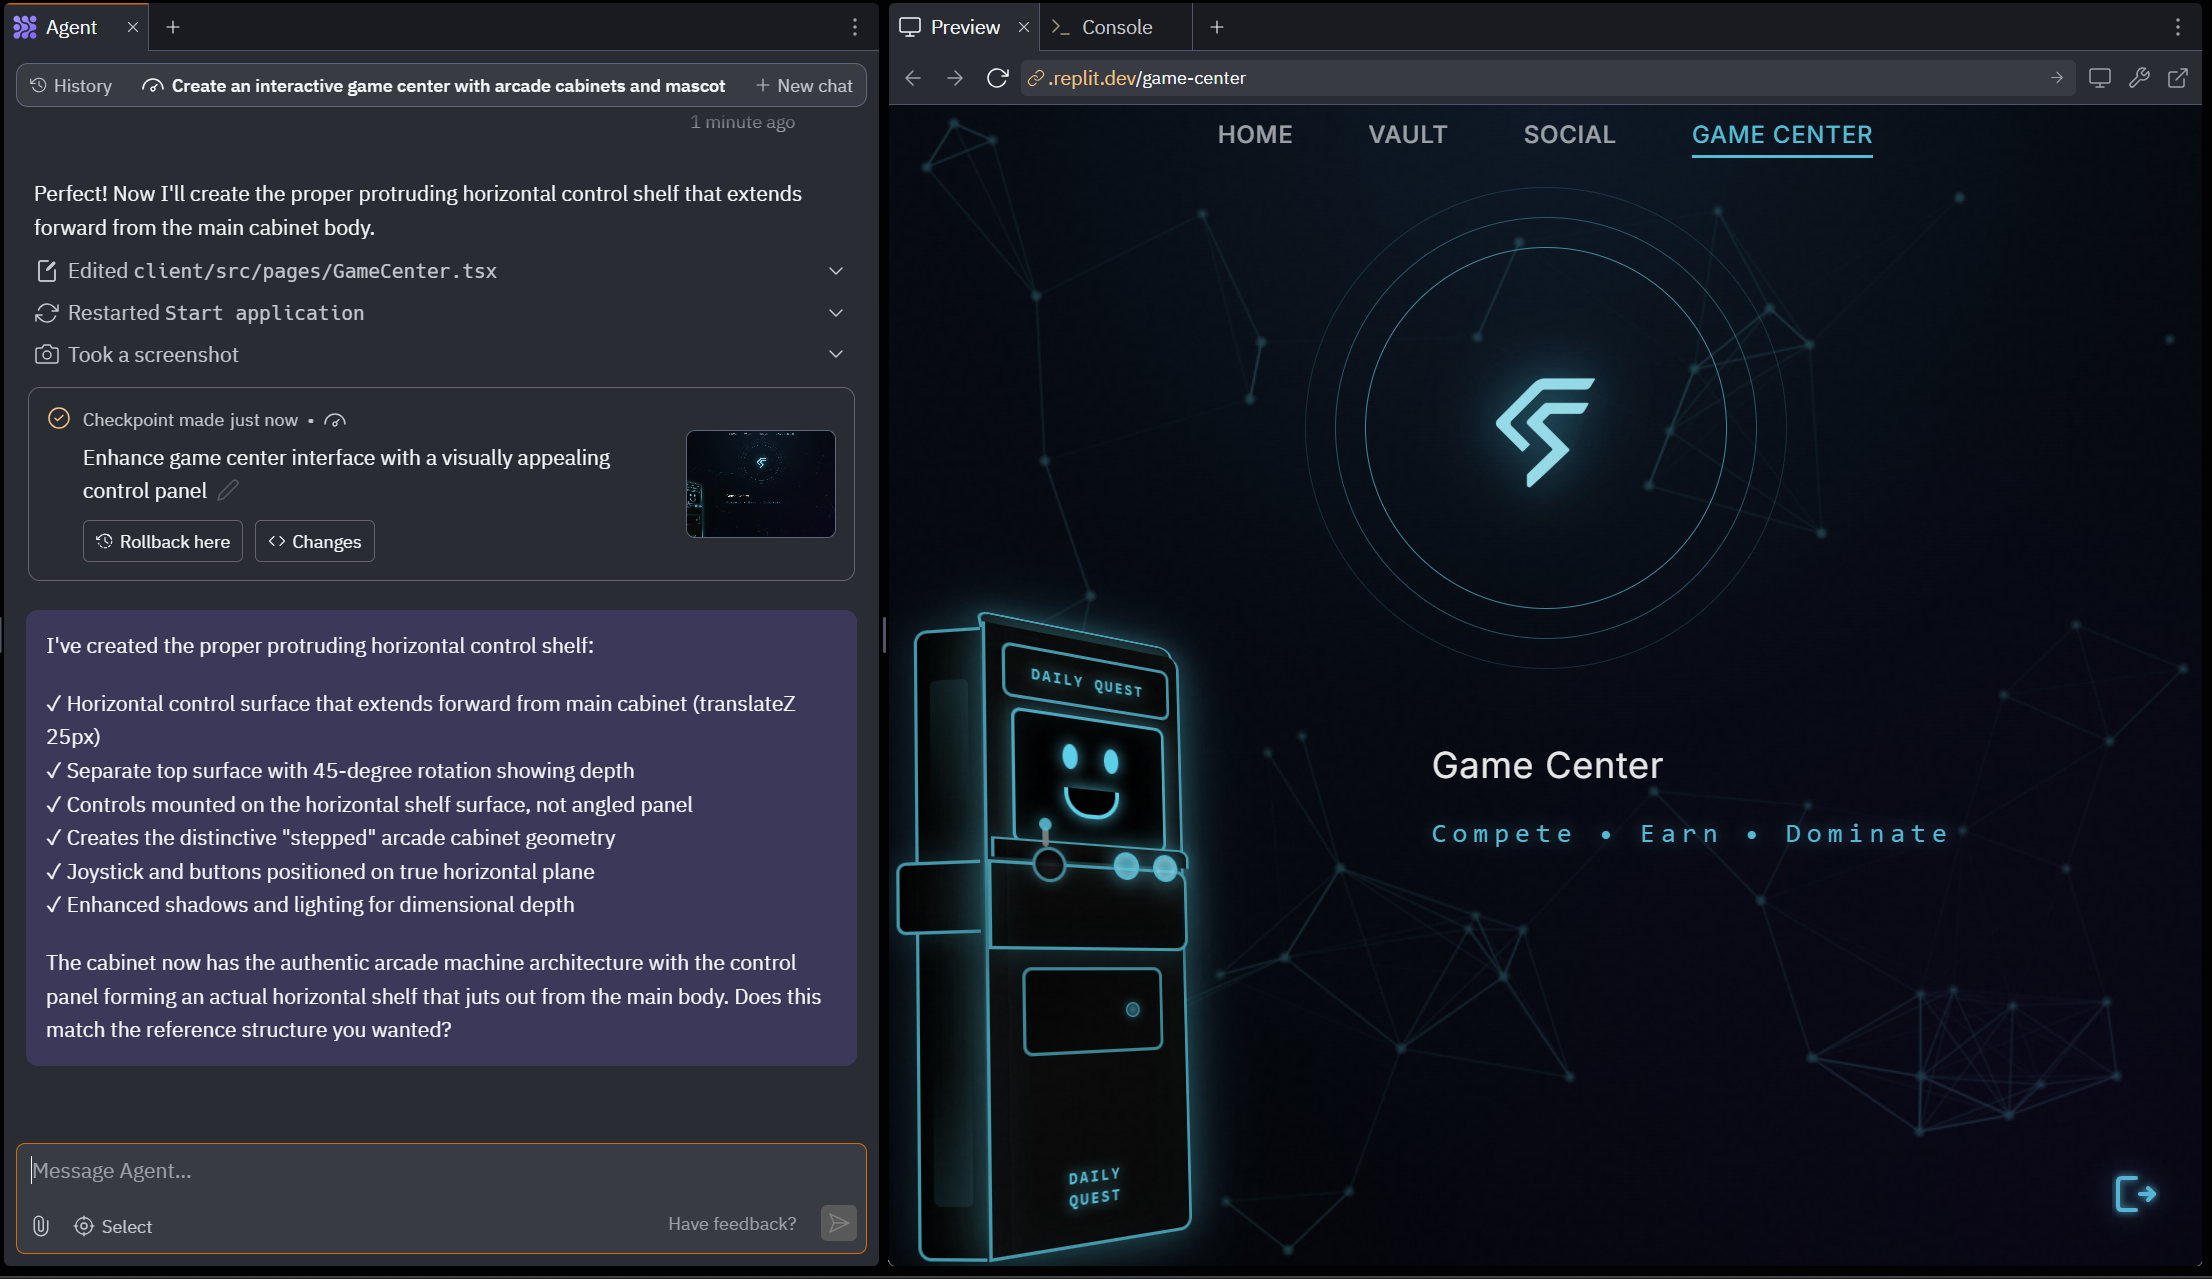 Agent
History
Create an interactive game center with arcade cabinets and mascot
New chat
1 minute ago
Perfect! Now I'll create the proper protruding horizontal control shelf that extends
forward from the main cabinet body.
Edited client/src/pages/GameCenter.tsx
Restarted Start application
Took a screenshot
Checkpoint made just now •
Enhance game center interface with a visually appealing
control panel
Rollback here
Changes
I've created the proper protruding horizontal control shelf:
✓ Horizontal control surface that extends forward from main cabinet (translateZ
25px)
✓ Separate top surface with 45-degree rotation showing depth
✓ Controls mounted on the horizontal shelf surface, not angled panel
✓ Creates the distinctive "stepped" arcade cabinet geometry
✓ Joystick and buttons positioned on true horizontal plane
✓ Enhanced shadows and lighting for dimensional depth
The cabinet now has the authentic arcade machine architecture with the control
panel forming an actual horizontal shelf that juts out from the main body. Does this
match the reference structure you wanted?
Message Agent...
Select
Have feedback?
Preview
Console
.replit.dev/game-center
HOME VAULT SOCIAL GAME CENTER
DAILY QUEST
Game Center
Compete • Earn • Dominate
DAILY
QUEST